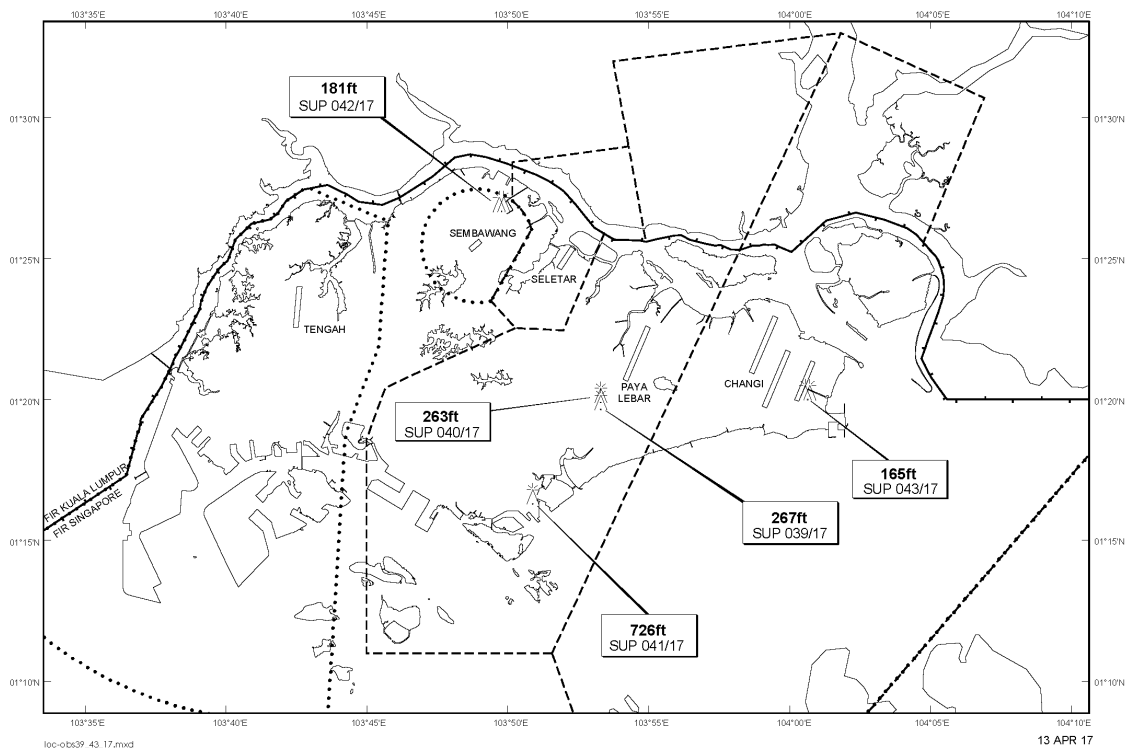 103°35'E 103°40'E 103°45'E 103°50'E 103°55'E 104°00'E 104°05'E 104°10'E
181ft
SUP 042/17
01°30'N 01°30'N
SEMBAWANG
01°25'N 01°25'N
SELETAR
TENGAH
PAYA
LEBAR
CHANGI
01°20'N 01°20'N
263ft
SUP 040/17
165ft
SUP 043/17
FIR KUALA LUMPUR
FIR SINGAPORE
267ft
SUP 039/17
01°15'N 01°15'N
726ft
SUP 041/17
01°10'N 01°10'N
103°35'E 103°40'E 103°45'E 103°50'E 103°55'E 104°00'E 104°05'E 104°10'E
loc-obs39_43_17.mxd
13 APR 17